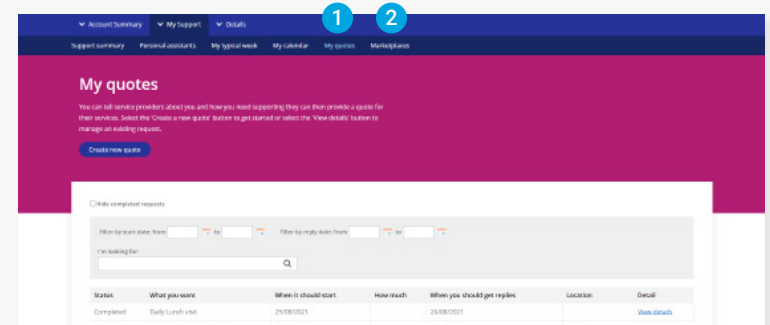 1 2
Account Summary My Support Details
Support summary Personal assistants My typical week My calendar My quotes Marketplaces
My quotes
You can tell service providers about you and how you need supporting they can then provide a quote for
their services. Select the 'Create a new quote' button to get started or select the 'View details' button to
manage an existing request.
Create new quote
Hide completed requests
Filter by start date: from to Filter by reply date: from to
I'm looking for:
Status What you want When it should start How much When you should get replies Location Detail
Completed Daily Lunch visit 25/08/2021 26/08/2021 View details